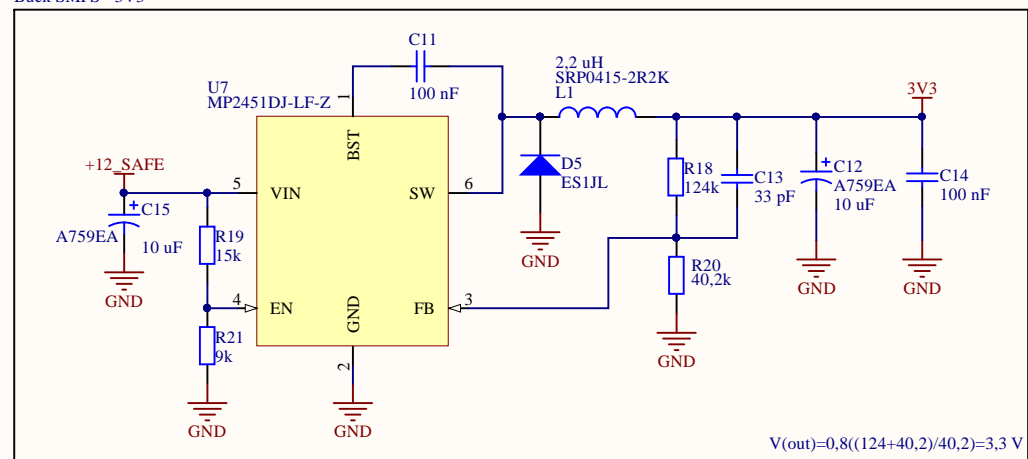 C11
100 nF
U7
MP2451DJ-LF-Z
1
BST
2,2 uH
SRP0415-2R2K
L1
3V3
+12_SAFE
5
VIN
SW
6
D5
ES1JL
R18
124k
C13
33 pF
C12
A759EA
10 uF
C14
100 nF
C15
A759EA
10 uF
R19
15k
4
EN
GND
FB
3
R20
40,2k
R21
9k
2
GND
GND
GND
GND
GND
GND
GND
V(out)=0,8((124+40,2)/40,2)=3,3 V